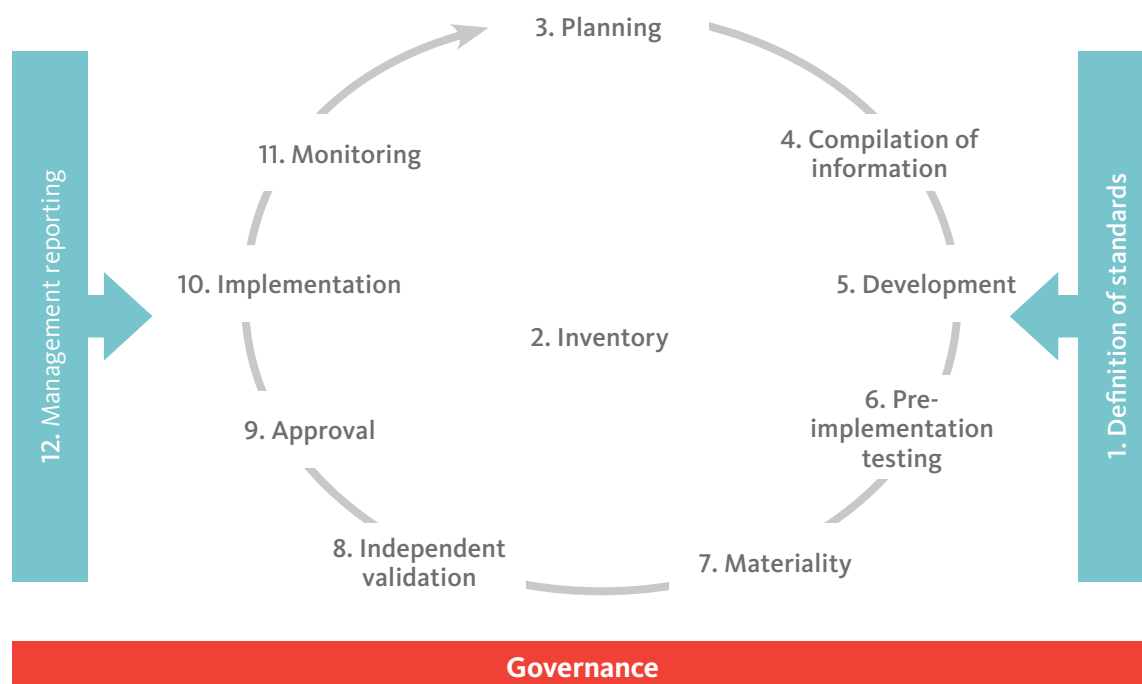 3. Planning
4. Compilation of
information
5. Development
6. Pre-
implementation
testing
7. Materiality
8. Independent
validation
9. Approval
10. Implementation
11. Monitoring
2. Inventory
12. Management reporting
1. Definition of standards
Governance